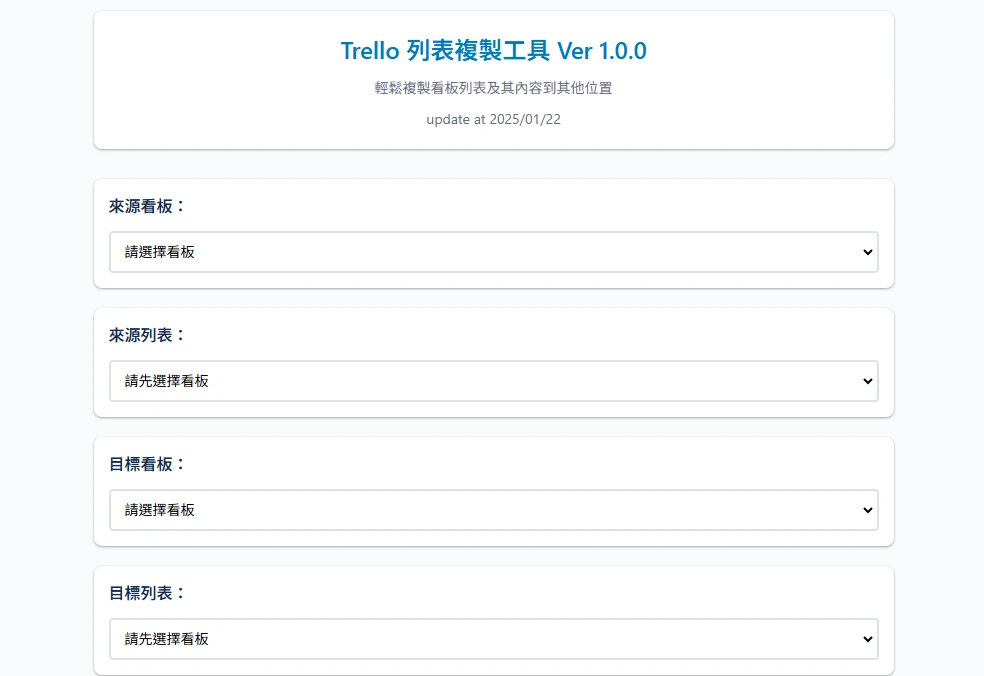 Trello 列表複製工具 Ver 1.0.0
輕鬆複製看板列表及其內容到其他位置
update at 2025/01/22
來源看板：
請選擇看板
來源列表：
請先選擇看板
目標看板：
請選擇看板
目標列表：
請先選擇看板